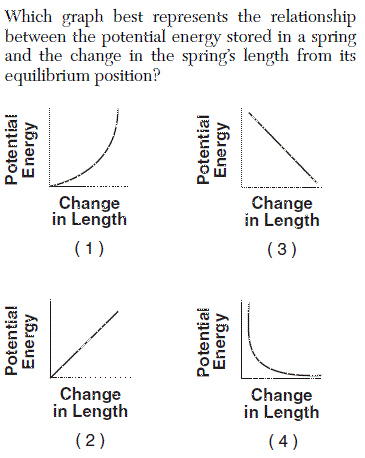 Which graph best represents the relationship
between the potential energy stored in a spring
and the change in the spring's length from its
equilibrium position?
Potential
Energy
Change
in Length
(1)
Potential
Energy
Change
in Length
(3)
Potential
Energy
Change
in Length
(2)
Potential
Energy
Change
in Length
(4)